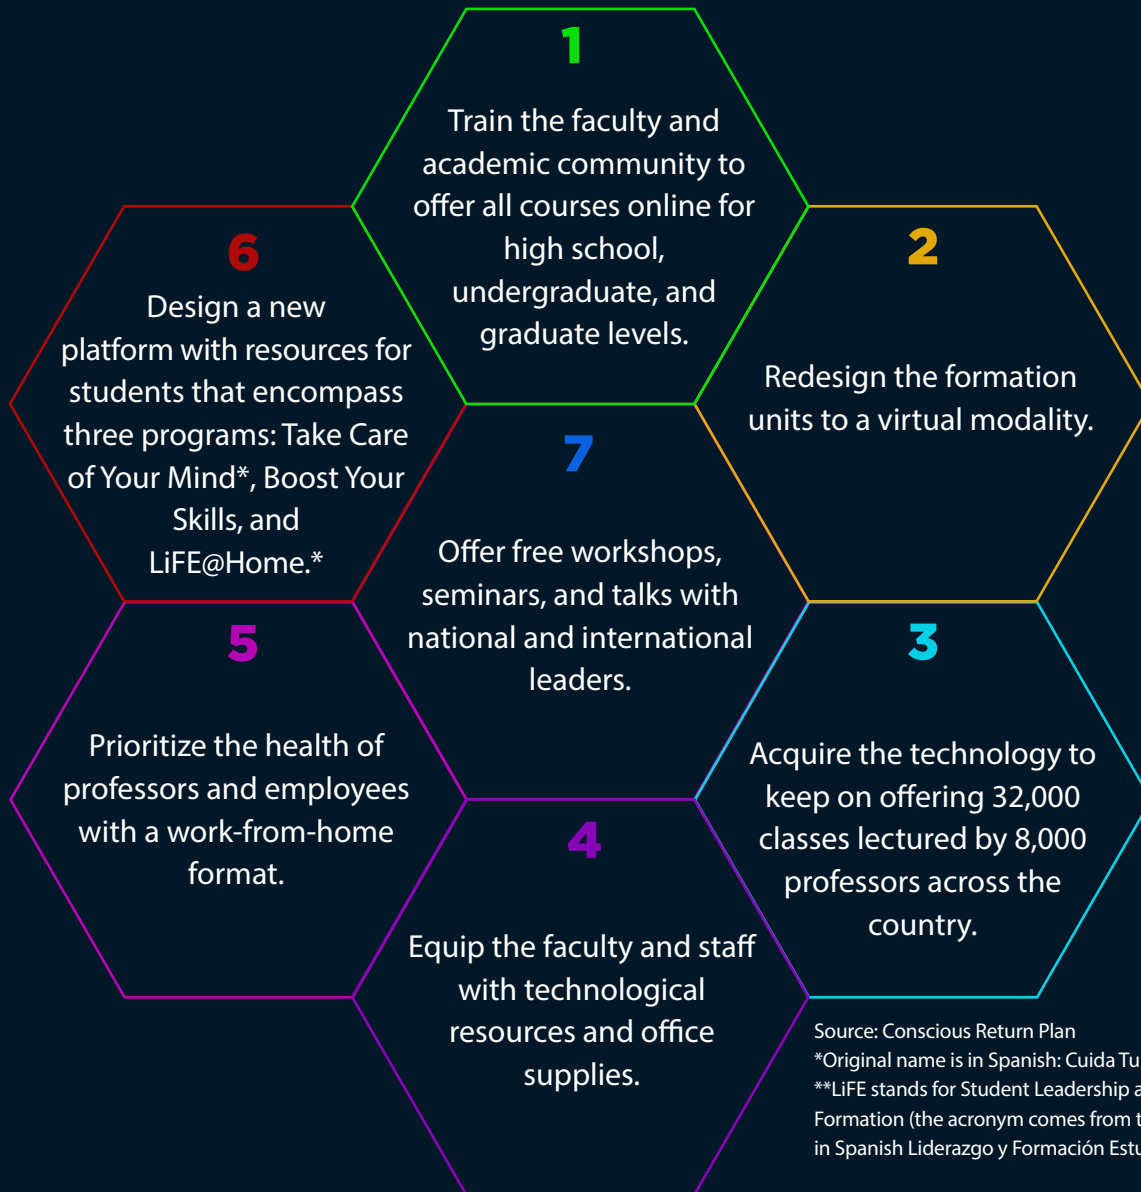 1
Train the faculty and
academic community to
offer all courses online for
high school,
undergraduate, and
graduate levels.
2
Redesign the formation
units to a virtual modality.
3
Acquire the technology to
keep on offering 32,000
classes lectured by 8,000
professors across the
country.
4
Equip the faculty and staff
with technological
resources and office
supplies.
5
Prioritize the health of
professors and employees
with a work-from-home
format.
6
Design a new
platform with resources for
students that encompass
three programs: Take Care
of Your Mind*, Boost Your
Skills, and
LiFE@Home.*
7
Offer free workshops,
seminars, and talks with
national and international
leaders.
Source: Conscious Return Plan
*Original name is in Spanish: Cuida Tu
**LiFE stands for Student Leadership
Formation (the acronym comes from
in Spanish Liderazgo y Formación